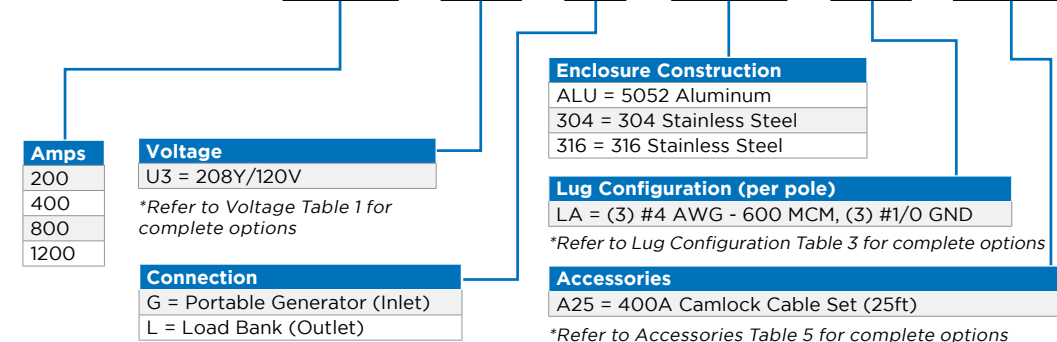 Enclosure Construction
ALU = 5052 Aluminum
304 = 304 Stainless Steel
316 = 316 Stainless Steel
Amps
200
400
800
1200
Voltage
U3 = 208Y/120V
*Refer to Voltage Table 1 for
complete options
Lug Configuration (per pole)
LA = (3) #4 AWG - 600 MCM, (3) #1/0 GND
*Refer to Lug Configuration Table 3 for complete options
Connection
G = Portable Generator (Inlet)
L = Load Bank (Outlet)
Accessories
A25 = 400A Camlock Cable Set (25ft)
*Refer to Accessories Table 5 for complete options